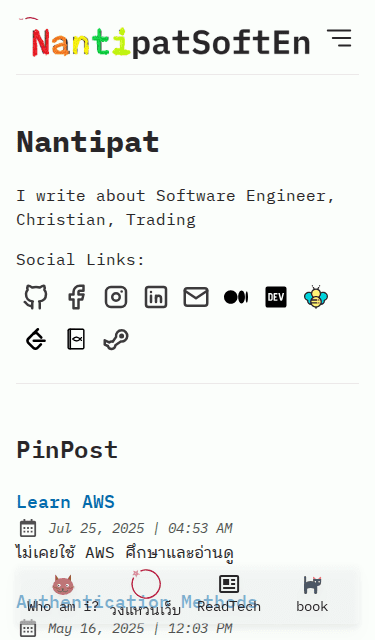 NantipatSoftEn
Nantipat
I write about Software Engineer,
Christian, Trading
Social Links:
DEV
PinPost
Learn AWS
Jul 25, 2025 | 04:53 AM
ไม่เคยใช้ AWS ศึกษาและอ่านดู
Authentication Methods
Who am i? วงแหวนเว็บ ReadTech book
May 16, 2025 | 12:03 PM